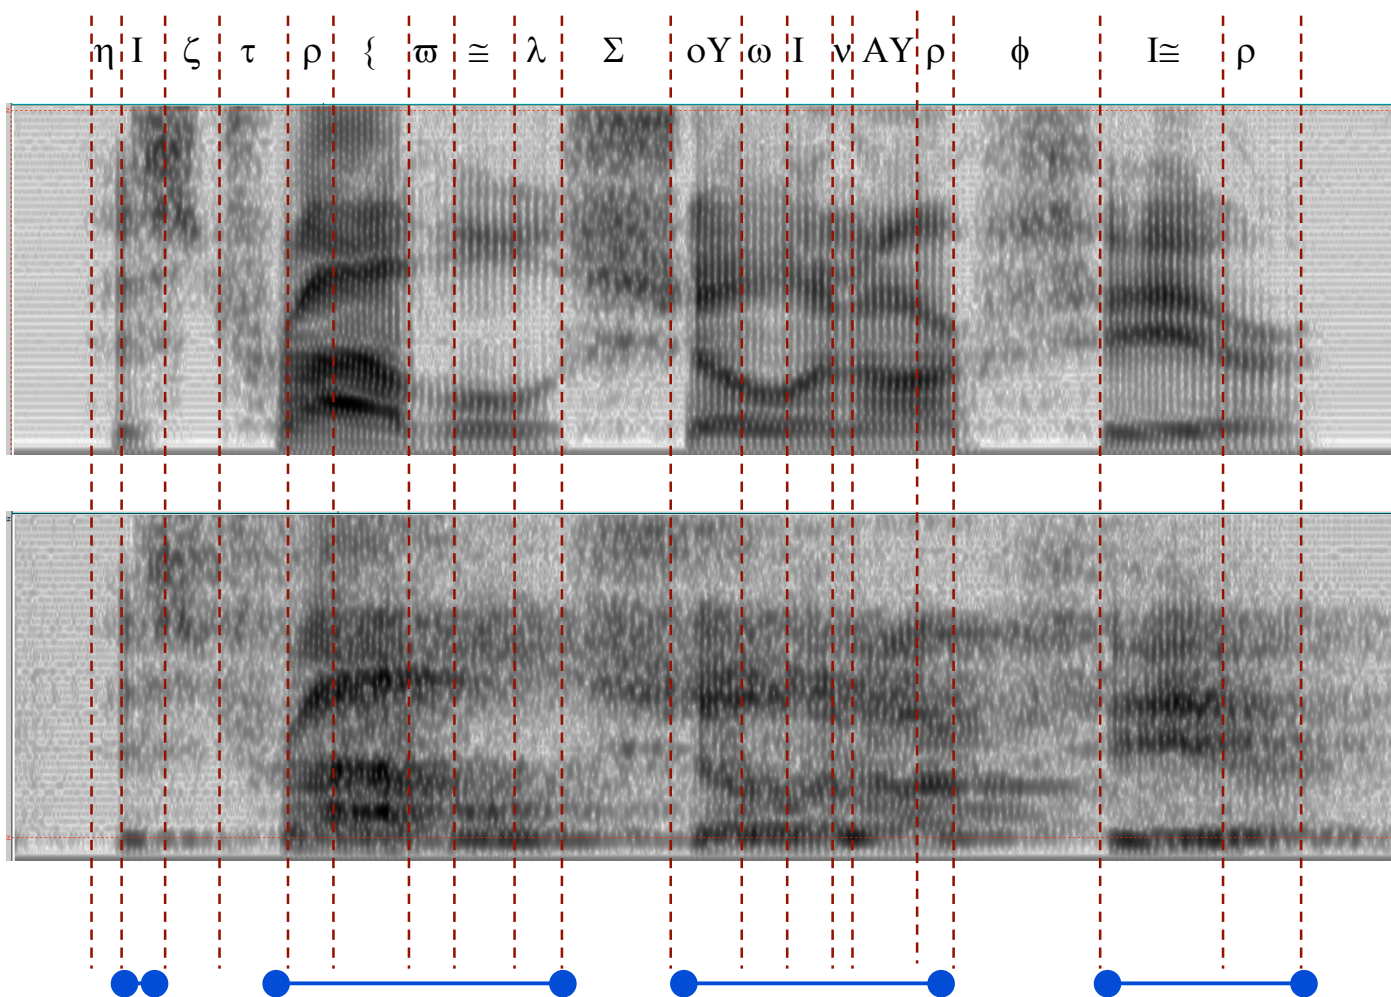 η Ι ζ τ ρ { ϖ ≅ λ Σ οΥ ω Ι ν ΑΥ ρ φ Ι≅ ρ